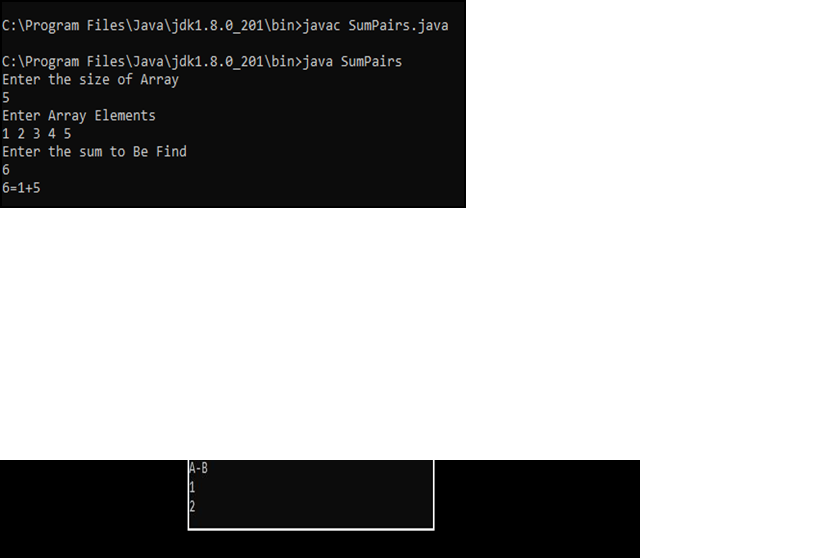 C:\Program Files\Java\jdk1.8.0_201\bin>javac SumPairs.java
C:\Program Files\Java\jdk1.8.0_201\bin>java SumPairs
Enter the size of Array
5
Enter Array Elements
1 2 3 4 5
Enter the sum to Be Find
6
6=1+5
A-B
1
2